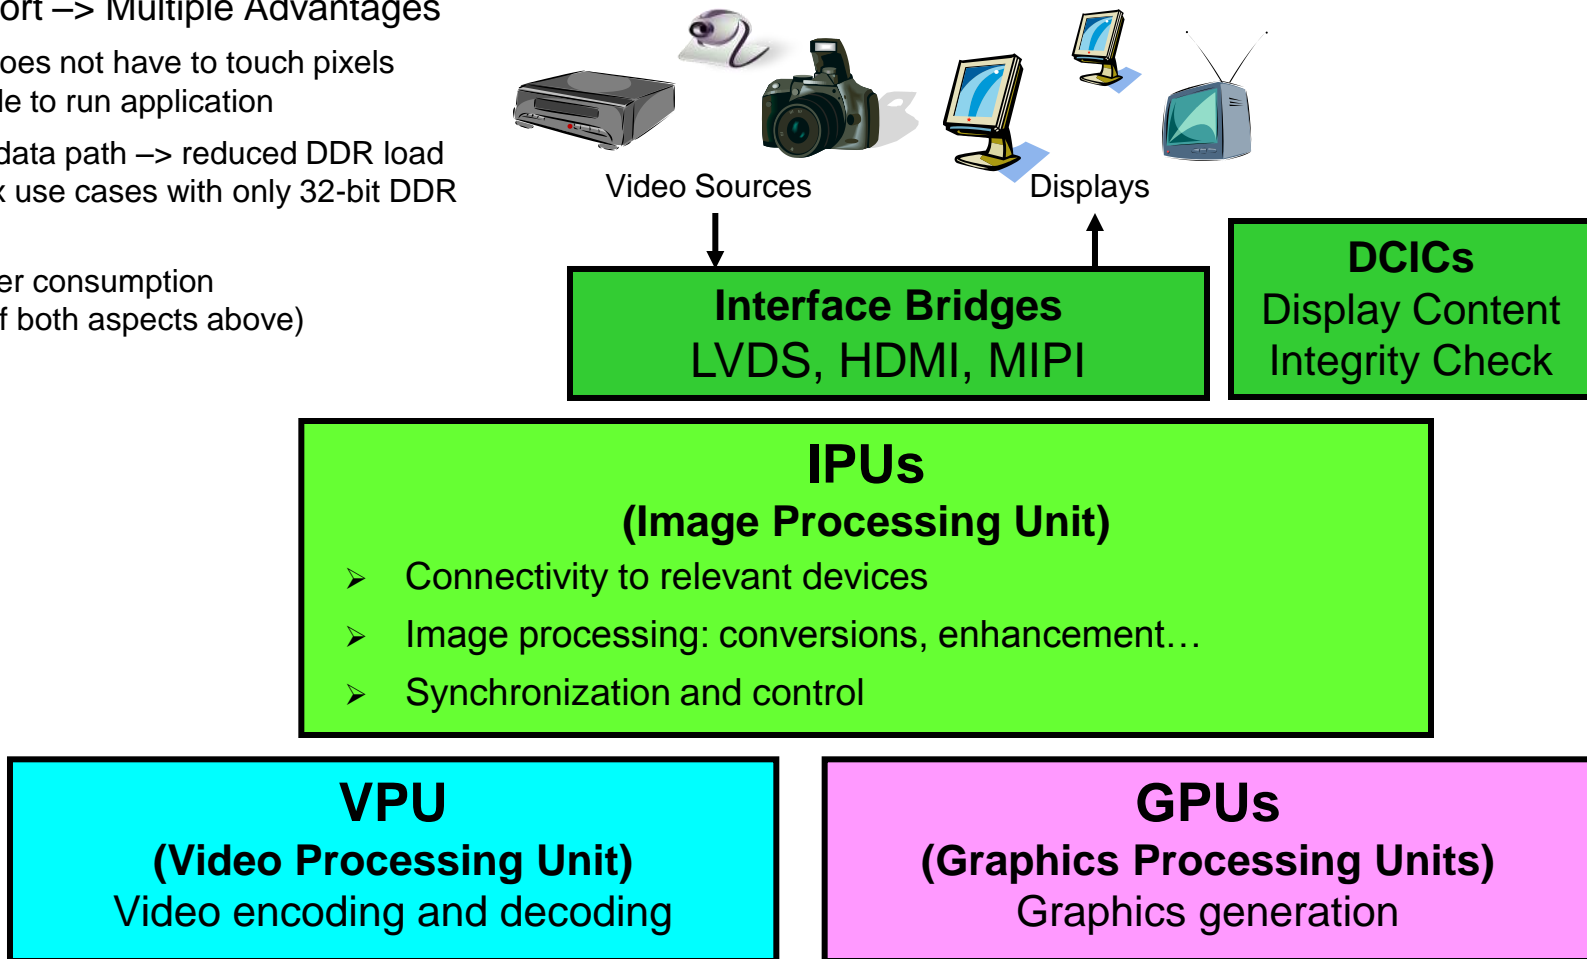 ort –> Multiple Advantages
oes not have to touch pixels
le to run application
data path –> reduced DDR load
x use cases with only 32-bit DDR
er consumption
f both aspects above)
Video Sources
Displays
Interface Bridges
LVDS, HDMI, MIPI
DCICs
Display Content
Integrity Check
IPUs
(Image Processing Unit)
➢ Connectivity to relevant devices
➢ Image processing: conversions, enhancement…
➢ Synchronization and control
VPU
(Video Processing Unit)
Video encoding and decoding
GPUs
(Graphics Processing Units)
Graphics generation